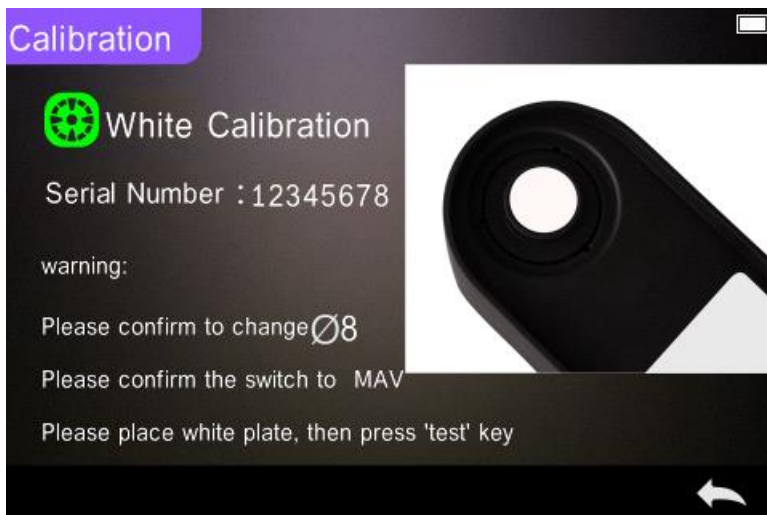 Calibration
White Calibration
Serial Number :12345678
warning:
Please confirm to change∅8
Please confirm the switch to MAV
Please place white plate, then press 'test' key